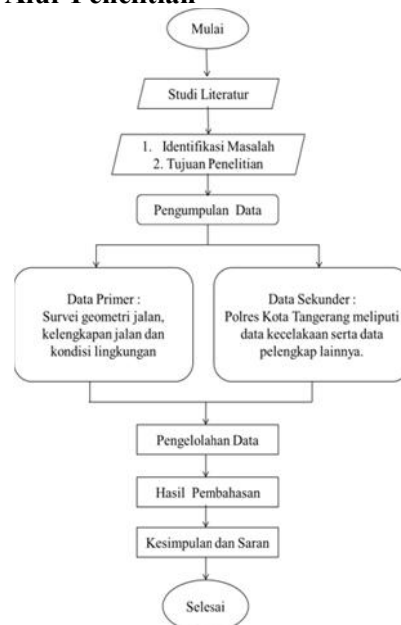 Alur Penelitian
Mulai
Studi Literatur
1. Identifikasi Masalah
2. Tujuan Penelitian
Pengumpulan Data
Data Primer :
Survei geometri jalan,
kelengkapan jalan dan
kondisi lingkungan
Data Sekunder :
Polres Kota Tangerang meliputi
data kecelakaan serta data
pelengkap lainnya.
Pengelolahan Data
Hasil Pembahasan
Kesimpulan dan Saran
Selesai